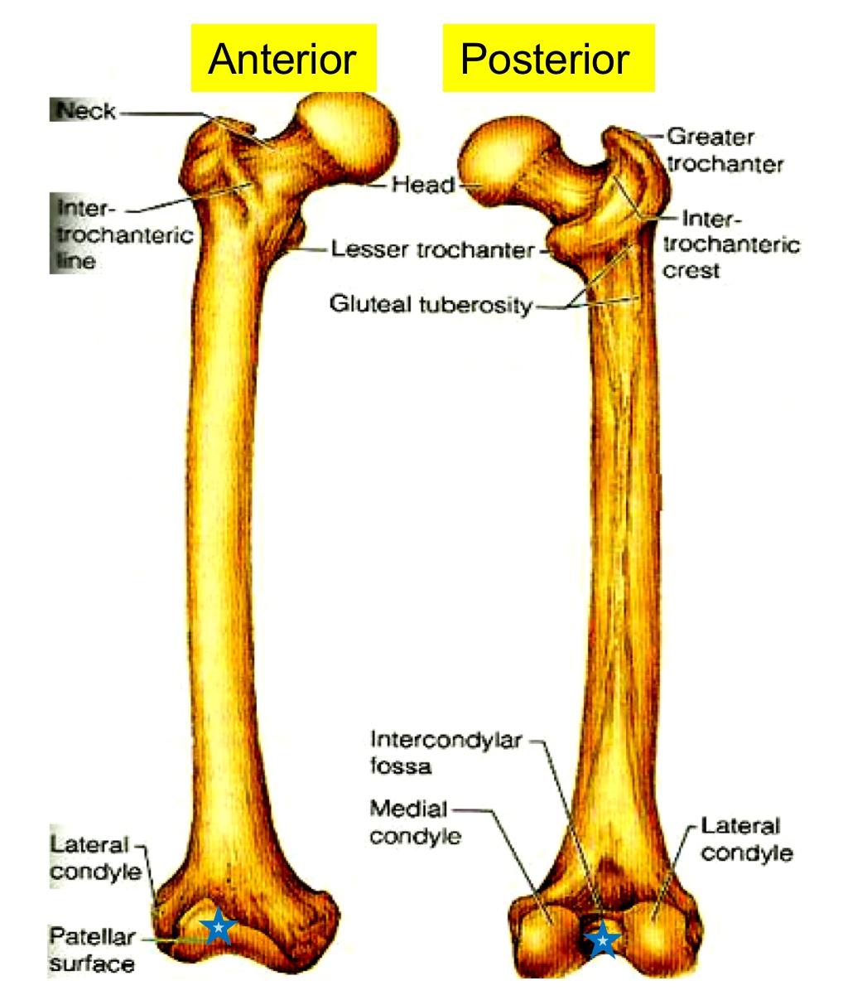 Anterior
Posterior
Neck
Greater
trochanter
Head
Inter-
trochanteric
line
Inter-
trochanteric
crest
Lesser trochanter
Gluteal tuberosity
Intercondylar
fossa
Medial
condyle
Lateral
condyle
Lateral
condyle
Patellar
surface